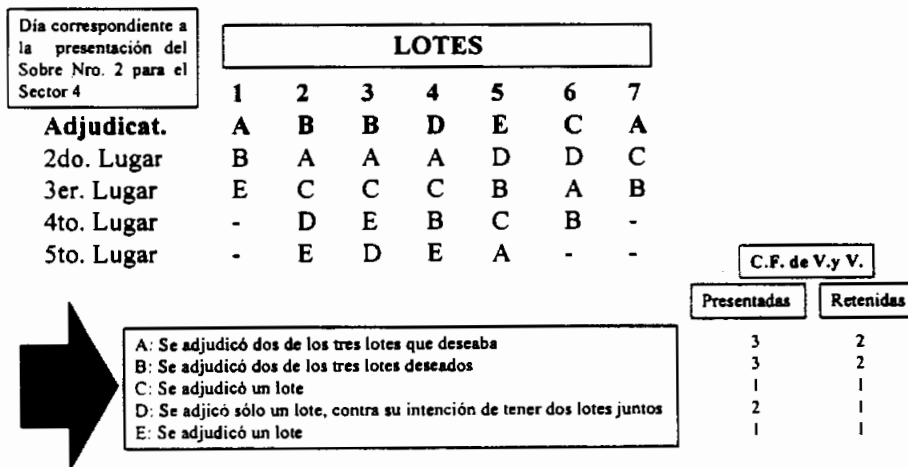 Día correspondiente a
la presentación del
Sobre Nro. 2 para el
Sector 4
LOTES
1 2 3 4 5 6 7
Adjudicat. A B B D E C A
2do. Lugar B A A A D D C
3er. Lugar E C C C B A B
4to. Lugar - D E B C B -
5to. Lugar - E D E A - -
C.F. de V.y V.
Presentadas Retenidas
A: Se adjudicó dos de los tres lotes que deseaba 3 2
B: Se adjudicó dos de los tres lotes deseados 3 2
C: Se adjudicó un lote 1 1
D: Se adjicó sólo un lote, contra su intención de tener dos lotes juntos 2 1
E: Se adjudicó un lote 1 1